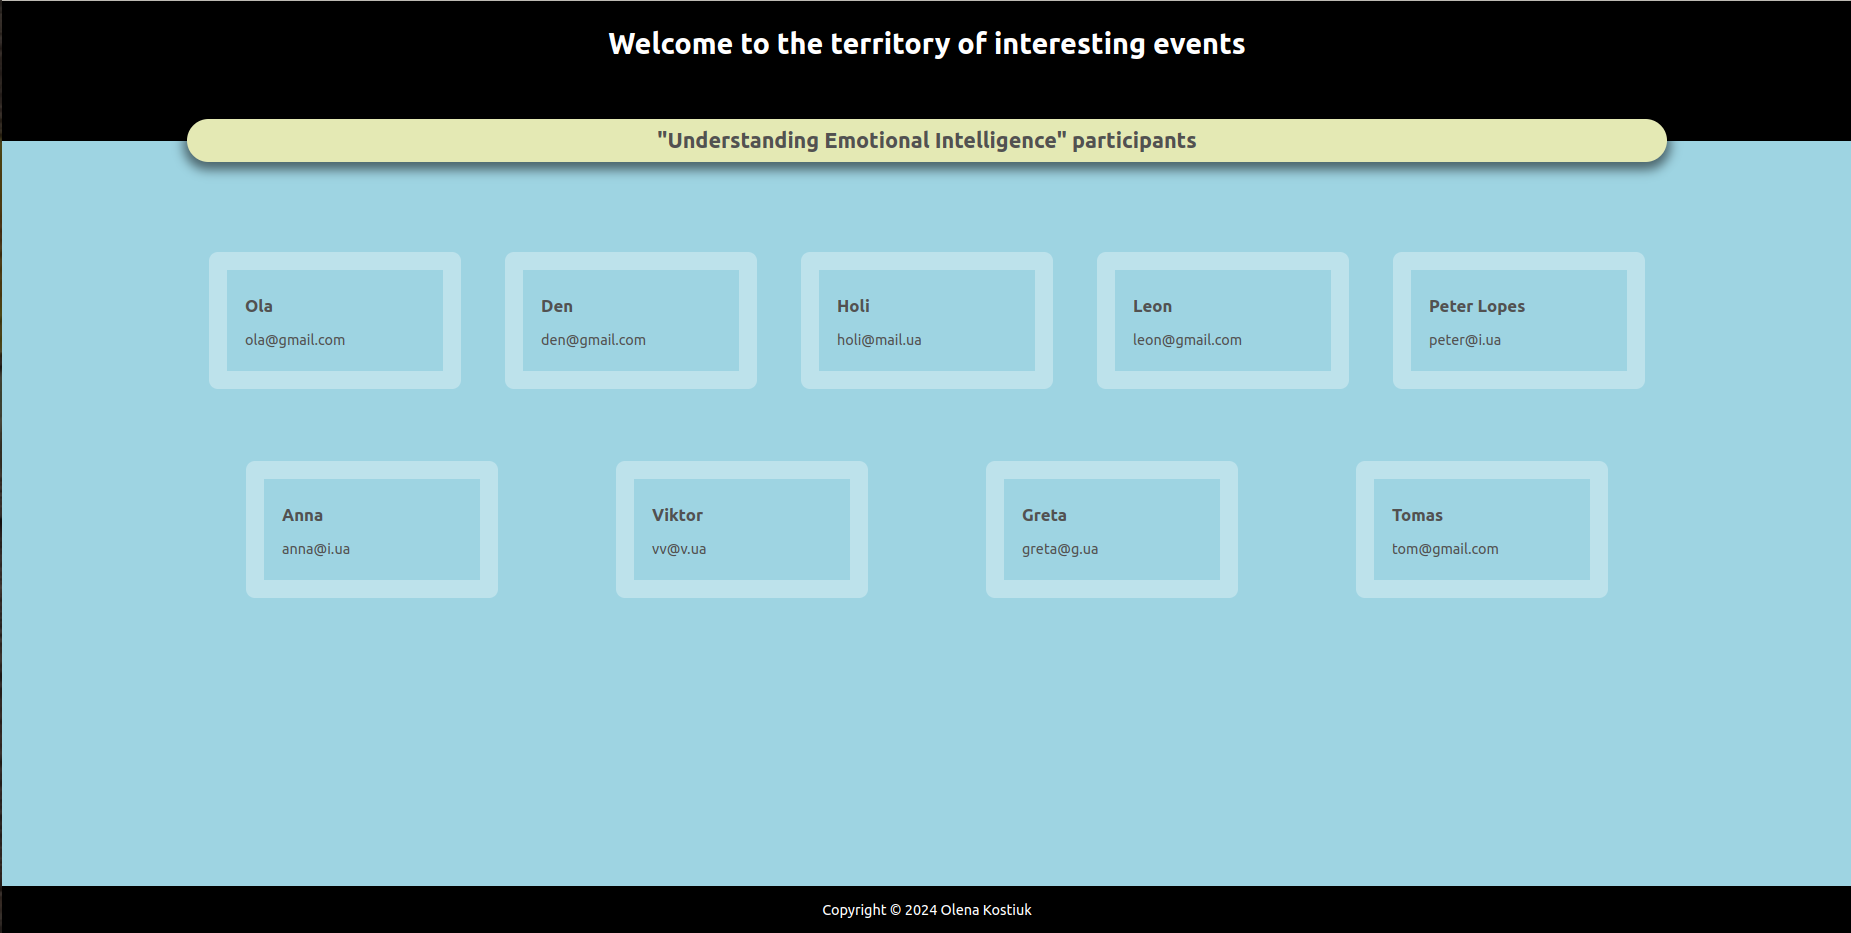 Welcome to the territory of interesting events
"Understanding Emotional Intelligence" participants
Ola
ola@gmail.com
Den
den@gmail.com
Holi
holi@mail.ua
Leon
leon@gmail.com
Peter Lopes
peter@i.ua
Anna
anna@i.ua
Viktor
vv@v.ua
Greta
greta@g.ua
Tomas
tom@gmail.com
Copyright © 2024 Olena Kostiuk